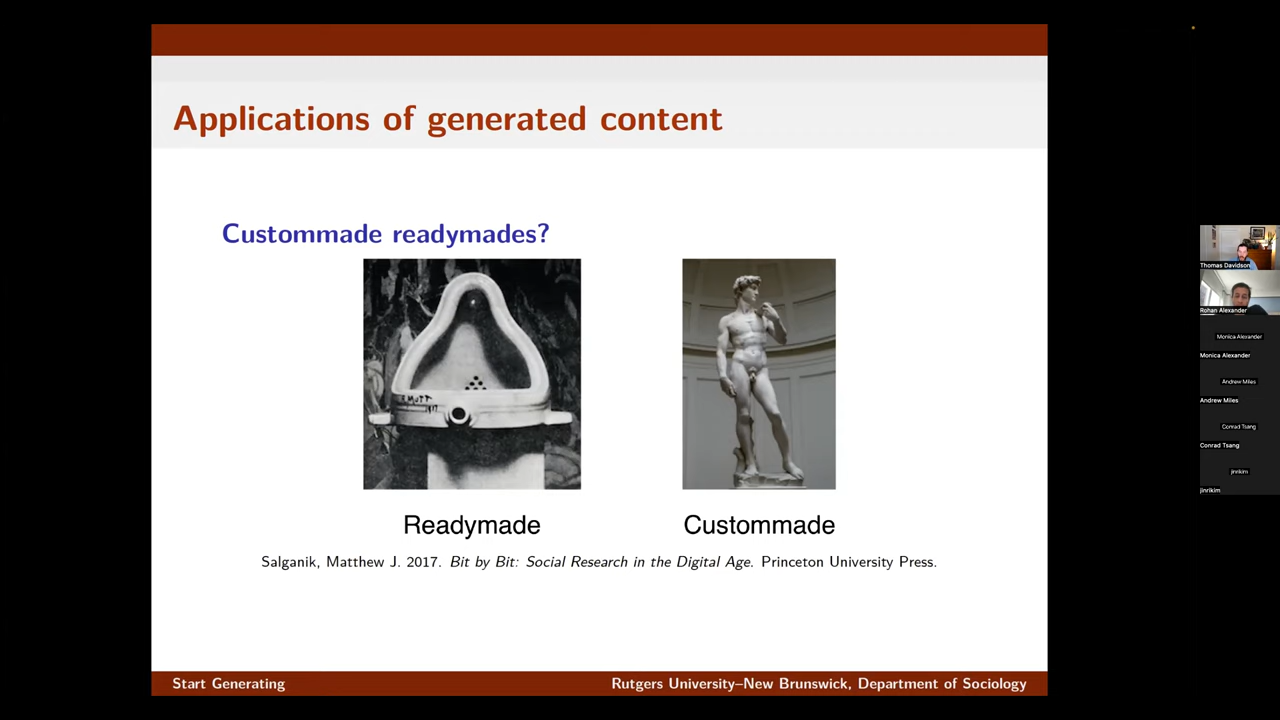 Applications of generated content
Custommade readymades?
R. MUTT
1917
Readymade
Custommade
Salganik, Matthew J. 2017. Bit by Bit: Social Research in the Digital Age. Princeton University Press.
Start Generating
Rutgers University–New Brunswick, Department of Sociology
Thomas Davidson
Rohan Alexander
Monica Alexander
Monica Alexander
Andrew Miles
Andrew Miles
Conrad Tsang
Conrad Tsang
jinrikim
jinrikim